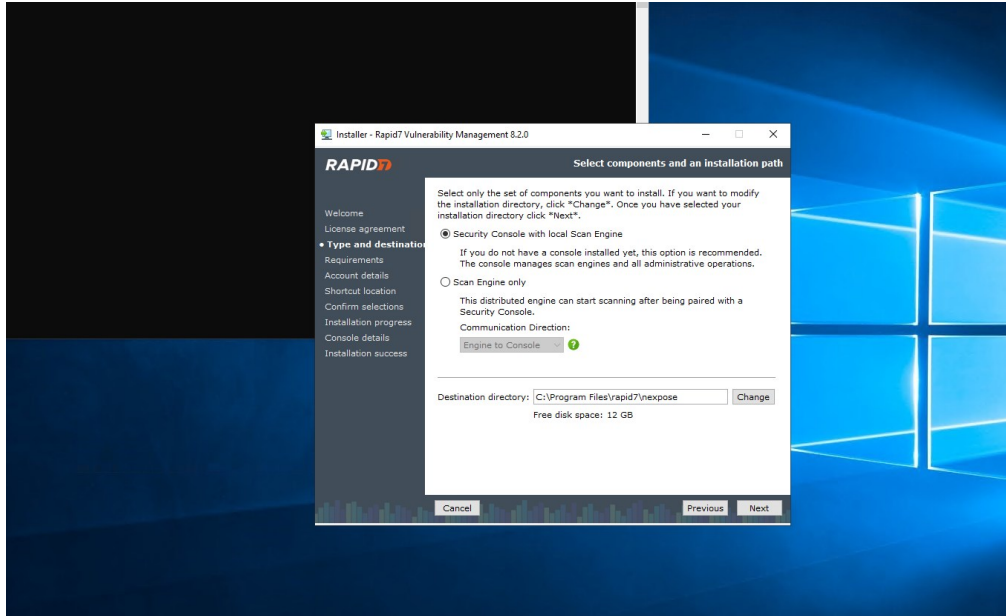 Installer - Rapid7 Vulnerability Management 8.2.0
RAPID7
Select components and an installation path
Welcome
License agreement
• Type and destination
Requirements
Account details
Shortcut location
Confirm selections
Installation progress
Console details
Installation success
Select only the set of components you want to install. If you want to modify
the installation directory, click *Change*. Once you have selected your
installation directory click *Next*.
Security Console with local Scan Engine
If you do not have a console installed yet, this option is recommended.
The console manages scan engines and all administrative operations.
Scan Engine only
This distributed engine can start scanning after being paired with a
Security Console.
Communication Direction:
Engine to Console
?
Destination directory: C:\Program Files\rapid7\nexpose Change
Free disk space: 12 GB
Cancel Previous Next